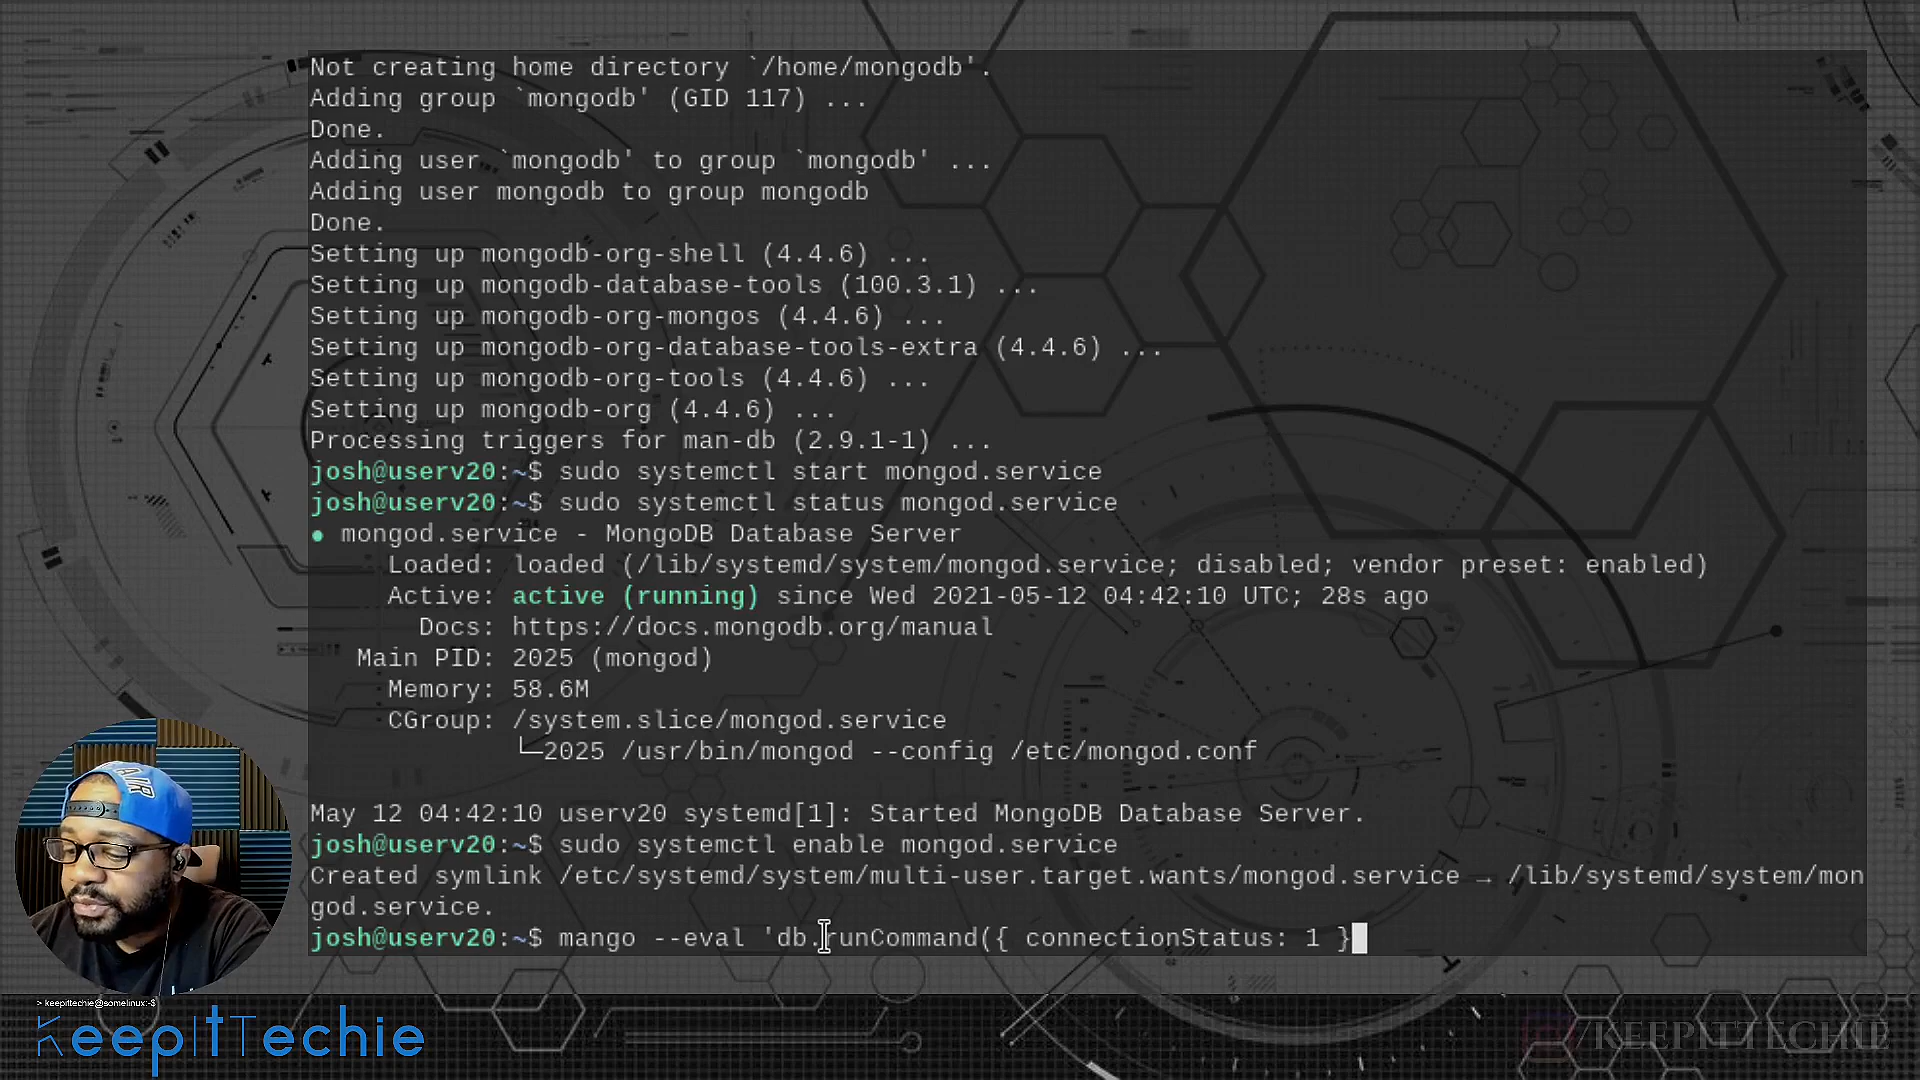 Not creating home directory `/home/mongodb'.
Adding group `mongodb' (GID 117) ...
Done.
Adding user `mongodb' to group `mongodb' ...
Adding user mongodb to group mongodb
Done.
Setting up mongodb-org-shell (4.4.6) ...
Setting up mongodb-database-tools (100.3.1) ...
Setting up mongodb-org-mongos (4.4.6) ...
Setting up mongodb-org-database-tools-extra (4.4.6) ...
Setting up mongodb-org-tools (4.4.6) ...
Setting up mongodb-org (4.4.6) ...
Processing triggers for man-db (2.9.1-1) ...
josh@userv20:~$ sudo systemctl start mongod.service
josh@userv20:~$ sudo systemctl status mongod.service
● mongod.service - MongoDB Database Server
Loaded: loaded (/lib/systemd/system/mongod.service; disabled; vendor preset: enabled)
Active: active (running) since Wed 2021-05-12 04:42:10 UTC; 28s ago
Docs: https://docs.mongodb.org/manual
Main PID: 2025 (mongod)
Memory: 58.6M
CGroup: /system.slice/mongod.service
└─2025 /usr/bin/mongod --config /etc/mongod.conf
May 12 04:42:10 userv20 systemd[1]: Started MongoDB Database Server.
josh@userv20:~$ sudo systemctl enable mongod.service
Created symlink /etc/systemd/system/multi-user.target.wants/mongod.service → /lib/systemd/system/mon
god.service.
josh@userv20:~$ mango --eval 'db.runCommand({ connectionStatus: 1 }
> keepittechie@somelinux:~$
KeepItTechie
/KEEPITTECHIE